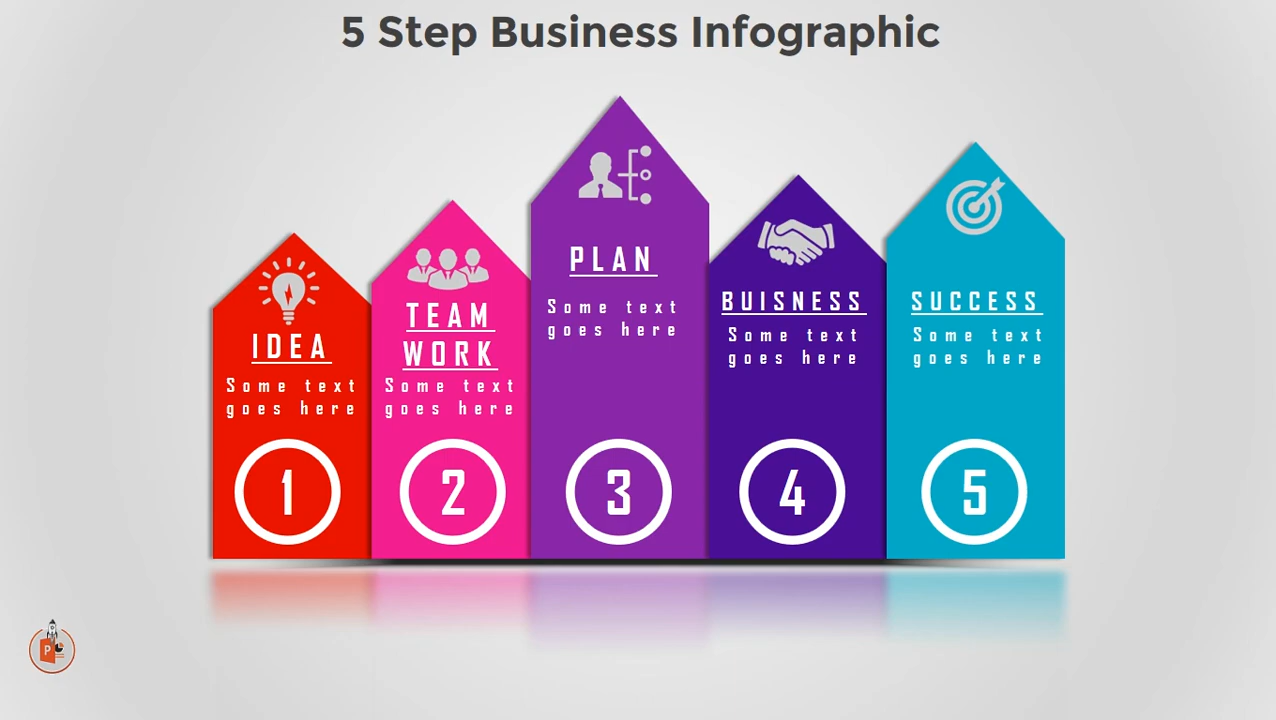 5 Step Business Infographic
IDEA
Some text
goes here
1
TEAM
WORK
Some text
goes here
2
PLAN
Some text
goes here
3
BUISNESS
Some text
goes here
4
SUCCESS
Some text
goes here
5
P